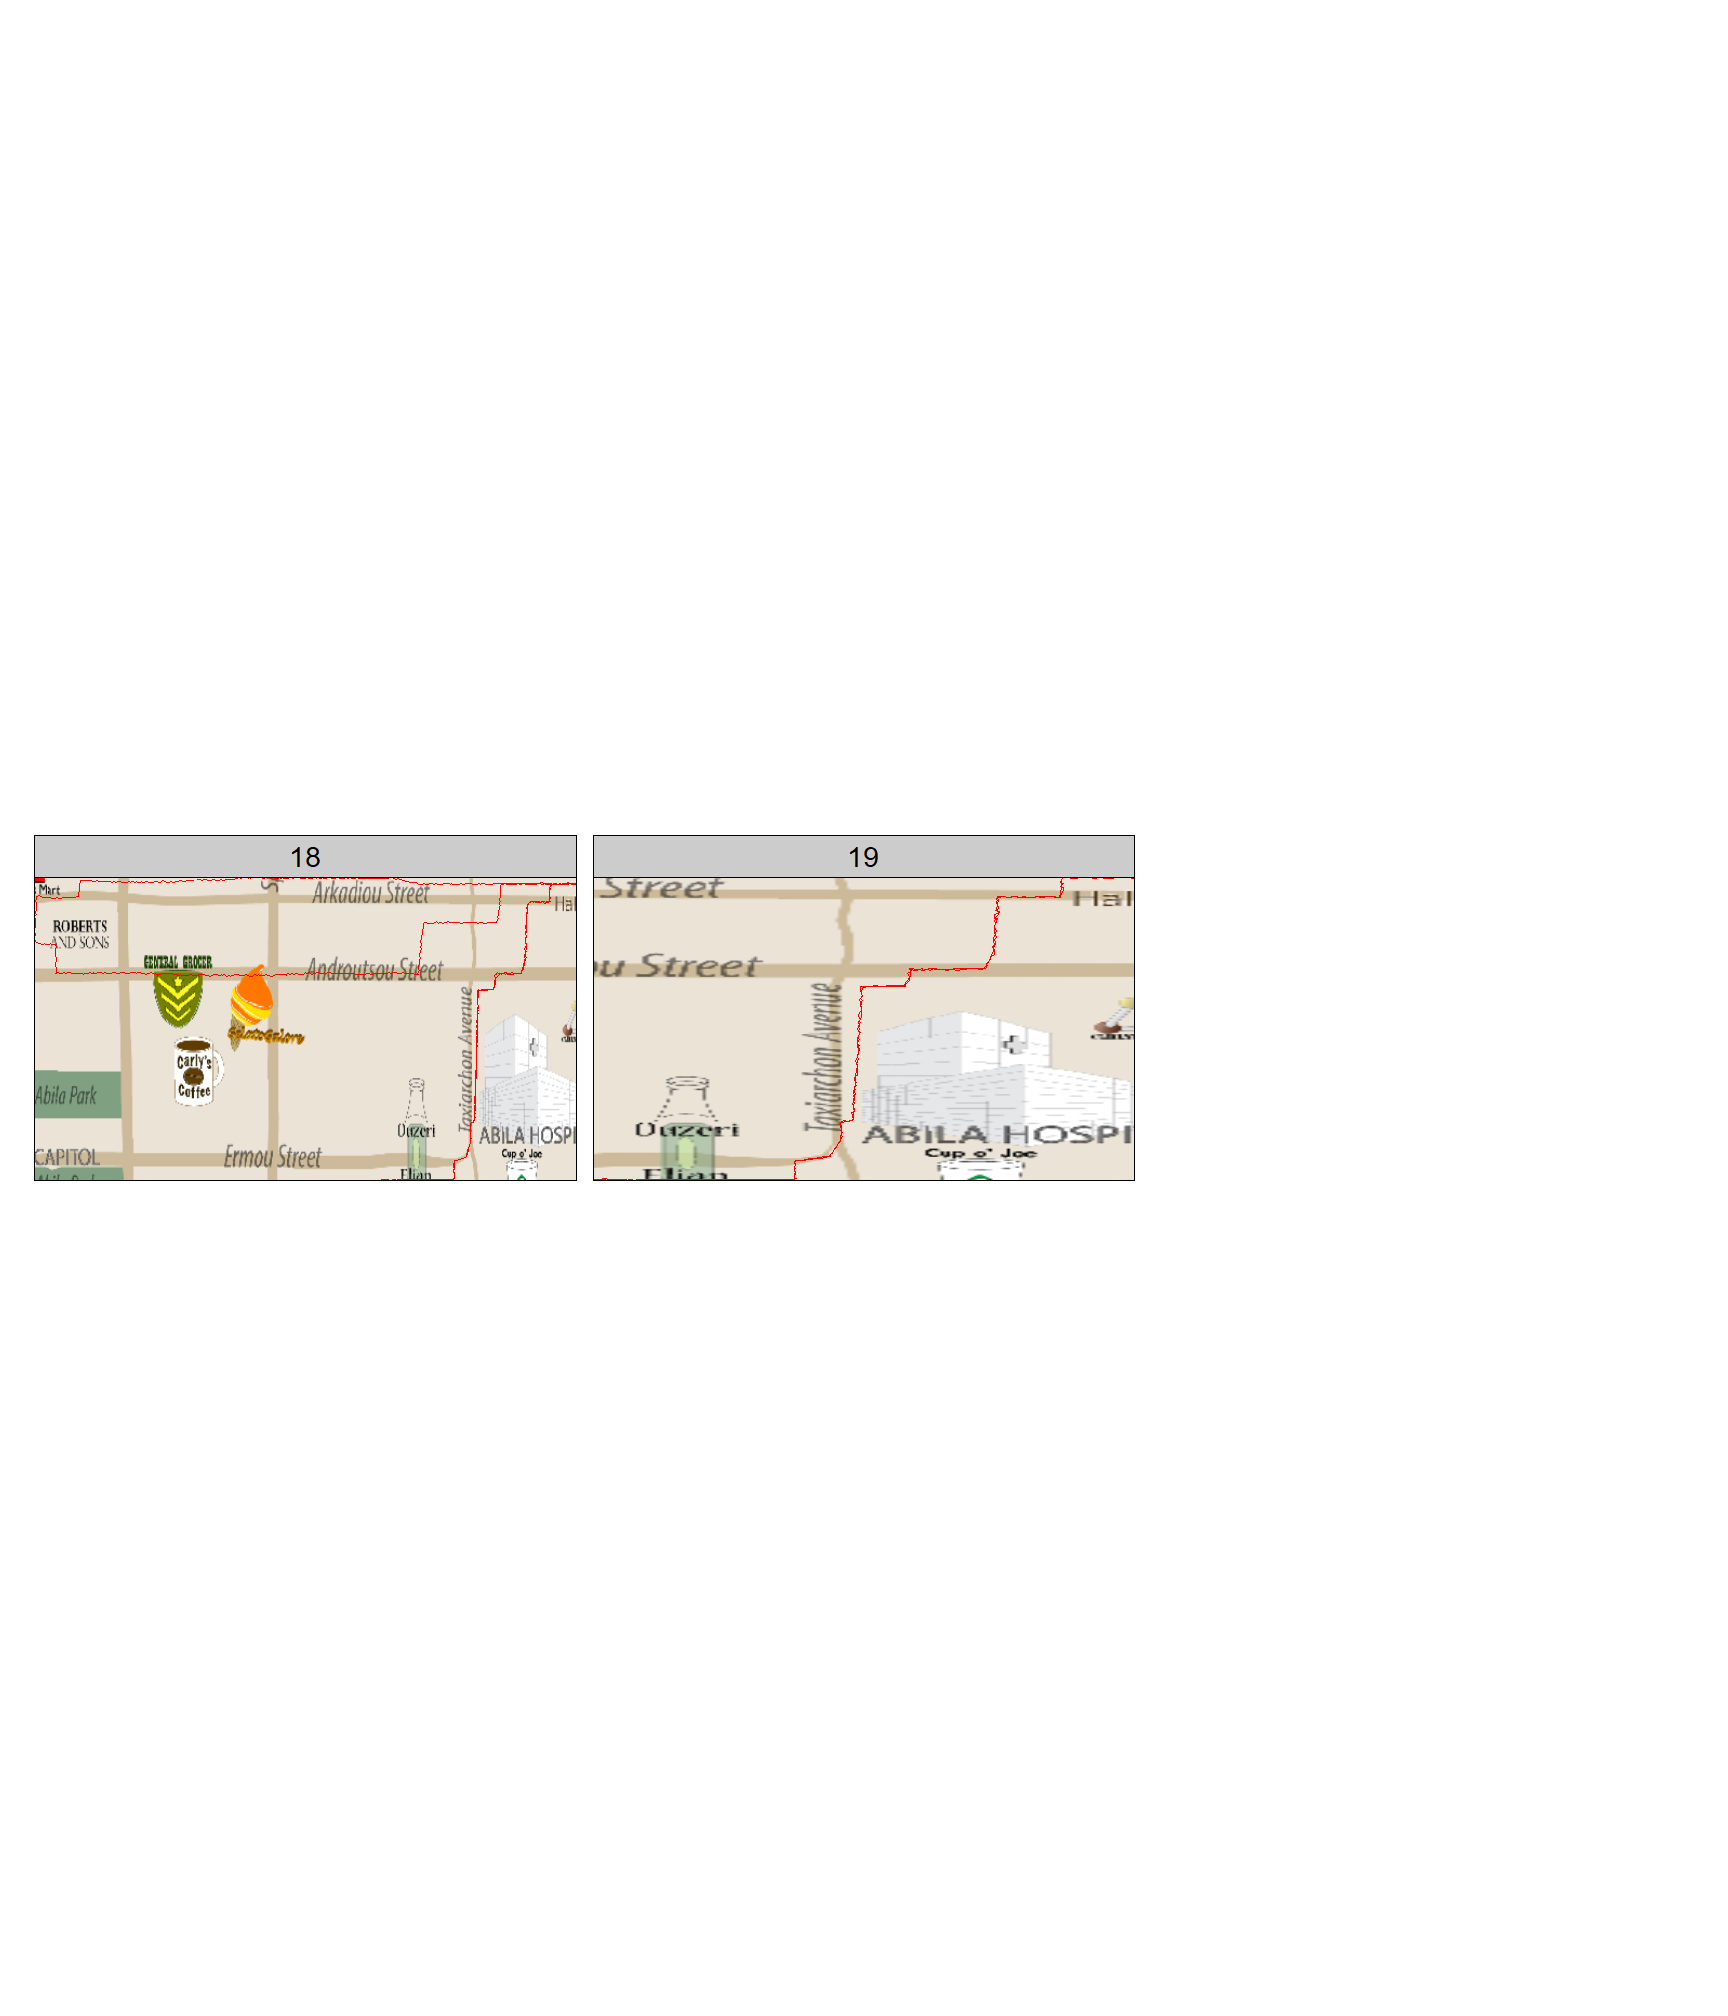 18
Mart
Arkadiou Street
Hal
ROBERTS
AND SONS
GENERAL GROCER
Androutsou Street
GelatoGalore
Carly's
Coffee
Taxiarchon Avenue
Abila Park
Ouzeri
ABILA HOSPI
CAPITOL
Ermou Street
Cup o' Joe
Elian
19
Street
Hall
ou Street
Taxiarchon Avenue
Ouzeri
ABILA HOSPI
Cup o' Joe
Elian